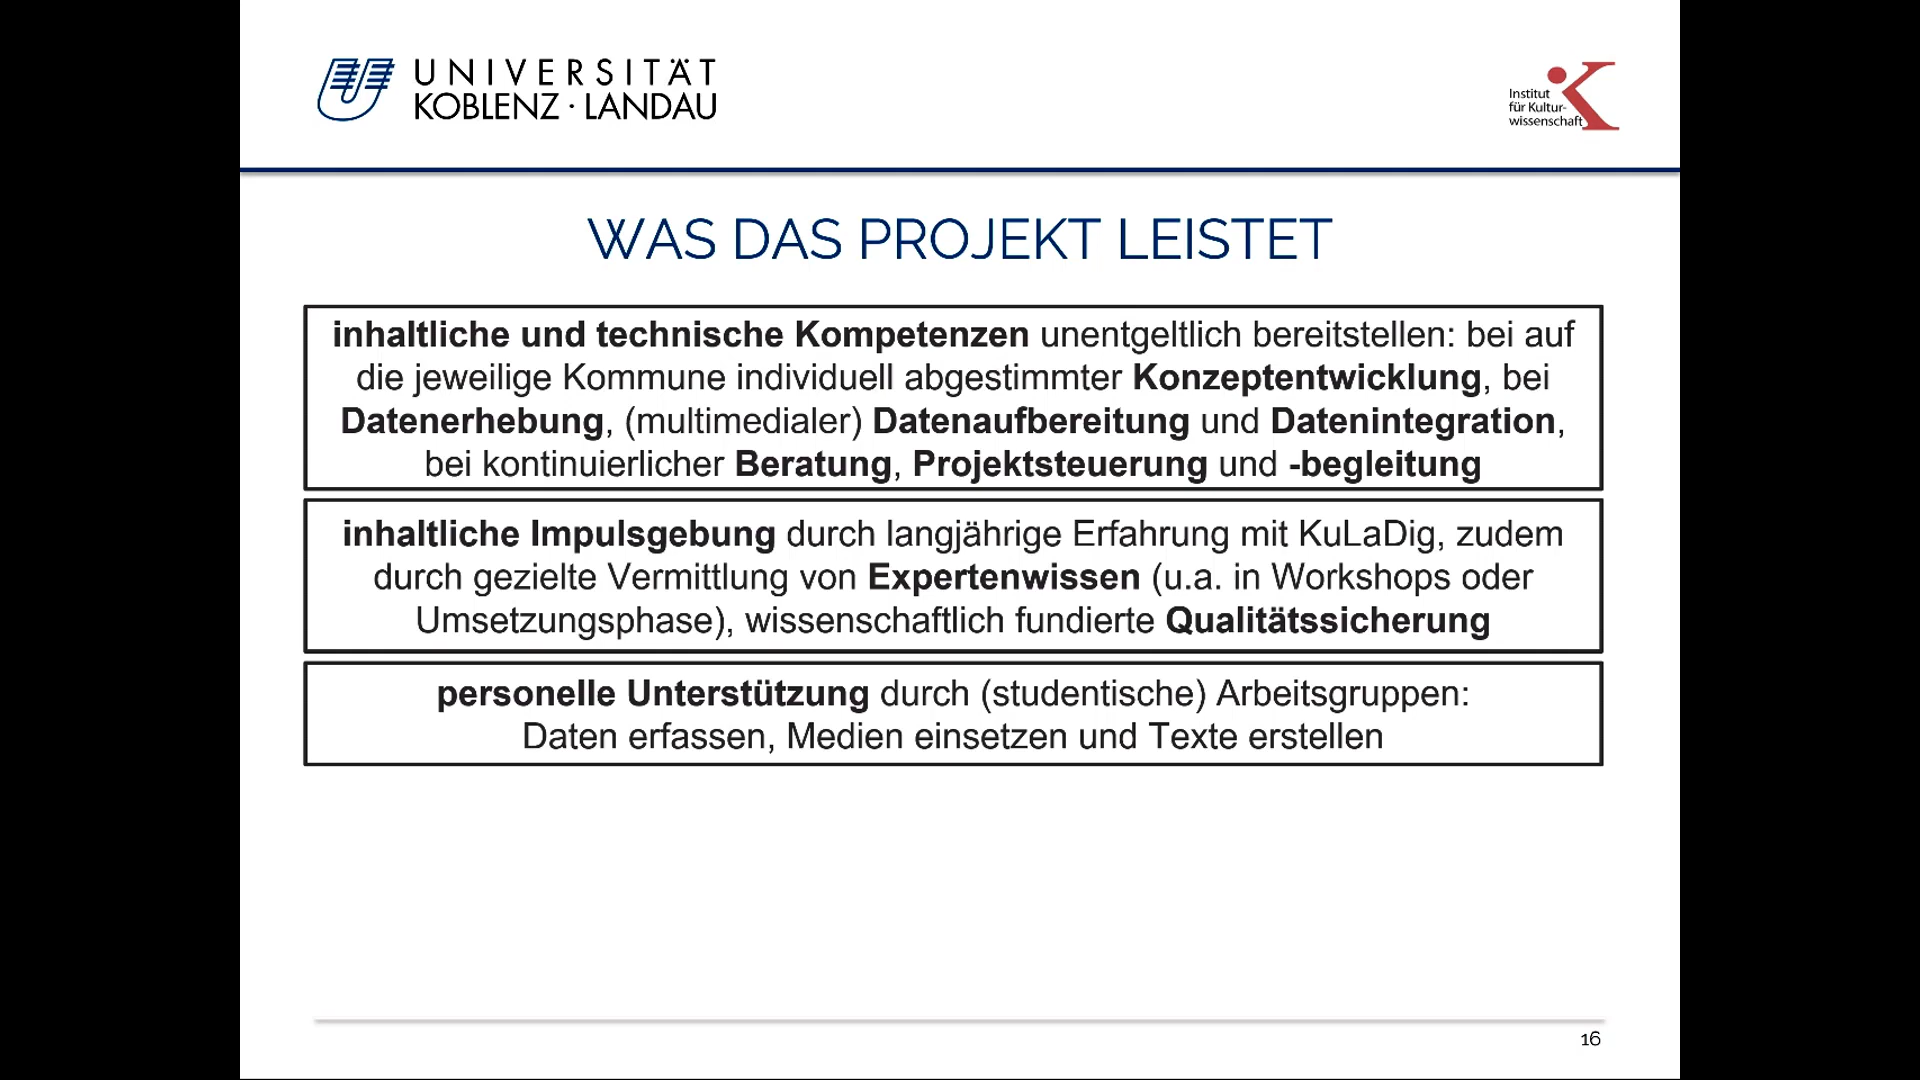 UNIVERSITÄT
KOBLENZ · LANDAU
Institut
für Kultur-
wissenschaft
WAS DAS PROJEKT LEISTET
inhaltliche und technische Kompetenzen unentgeltlich bereitstellen: bei auf
die jeweilige Kommune individuell abgestimmter Konzeptentwicklung, bei
Datenerhebung, (multimedialer) Datenaufbereitung und Datenintegration,
bei kontinuierlicher Beratung, Projektsteuerung und -begleitung
inhaltliche Impulsgebung durch langjährige Erfahrung mit KuLaDig, zudem
durch gezielte Vermittlung von Expertenwissen (u.a. in Workshops oder
Umsetzungsphase), wissenschaftlich fundierte Qualitätssicherung
personelle Unterstützung durch (studentische) Arbeitsgruppen:
Daten erfassen, Medien einsetzen und Texte erstellen
16